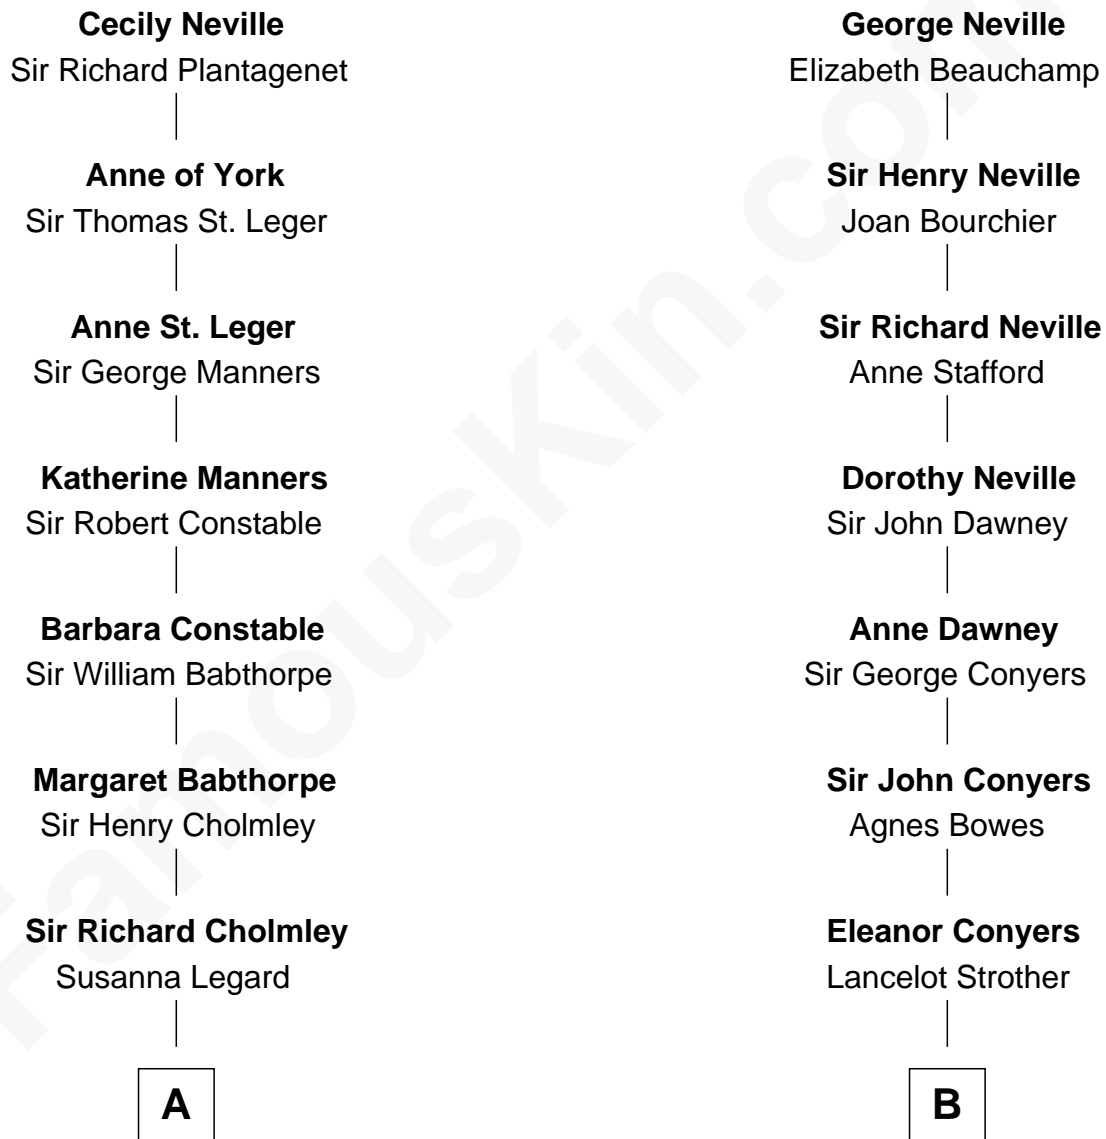 Cecily Neville
Sir Richard Plantagenet
Anne of York
Sir Thomas St. Leger
Anne St. Leger
Sir George Manners
Katherine Manners
Sir Robert Constable
Barbara Constable
Sir William Babthorpe
Margaret Babthorpe
Sir Henry Cholmley
Sir Richard Cholmley
Susanna Legard
A
George Neville
Elizabeth Beauchamp
Sir Henry Neville
Joan Bourchier
Sir Richard Neville
Anne Stafford
Dorothy Neville
Sir John Dawney
Anne Dawney
Sir George Conyers
Sir John Conyers
Agnes Bowes
Eleanor Conyers
Lancelot Strother
B
FamousKin.com